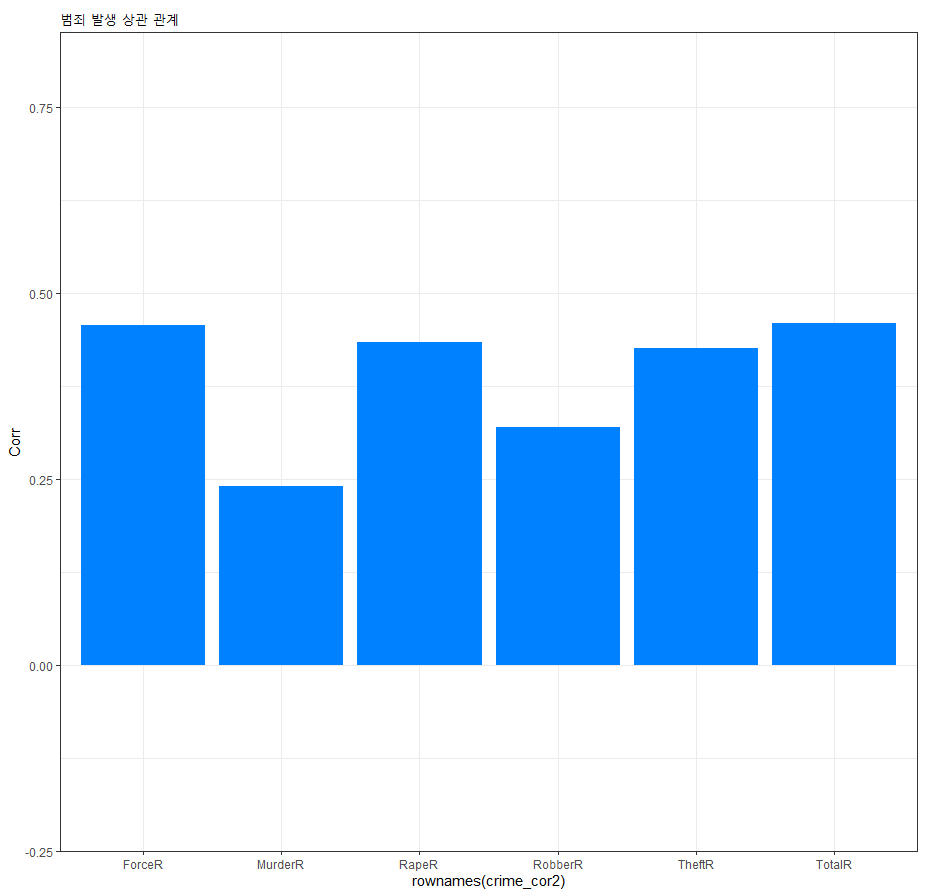 범죄 발생 상관 관계
0.75
0.50
0.25
0.00
-0.25
Corr
ForceR MurderR RapeR RobberR TheftR TotalR
rownames(crime_cor2)